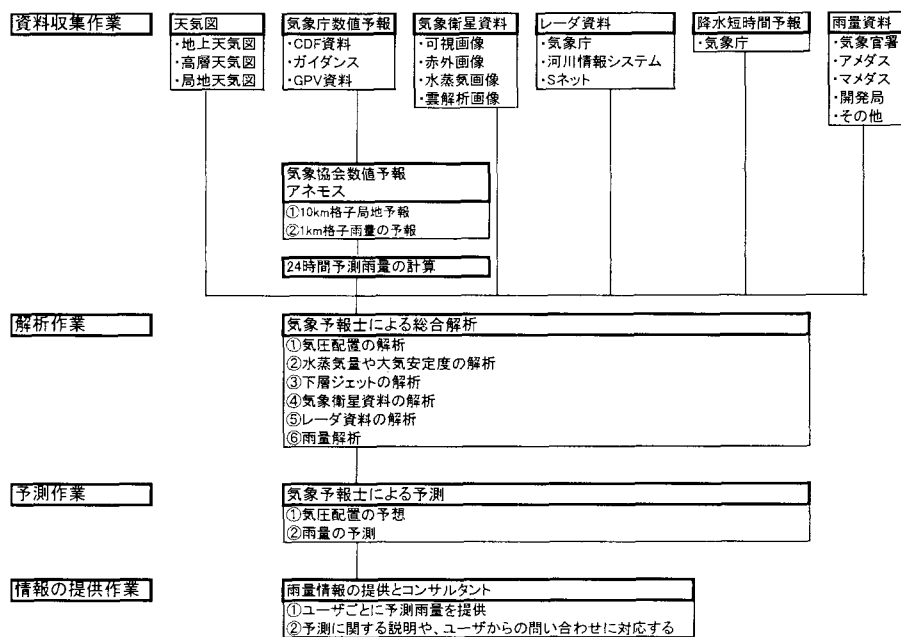 資料収集作業
天気図
・地上天気図
・高層天気図
・局地天気図
気象庁数値予報
・CDF資料
・ガイダンス
・GPV資料
気象衛星資料
・可視画像
・赤外画像
・水蒸気画像
・雲解析画像
レーダ資料
・気象庁
・河川情報システム
・Sネット
降水短時間予報
・気象庁
雨量資料
・気象官署
・アメダス
・マメダス
・開発局
・その他
気象協会数値予報
アネモス
①10km格子局地予報
②1km格子雨量の予報
24時間予測雨量の計算
解析作業
気象予報士による総合解析
①気圧配置の解析
②水蒸気量や大気安定度の解析
③下層ジェットの解析
④気象衛星資料の解析
⑤レーダ資料の解析
⑥雨量解析
予測作業
気象予報士による予測
①気圧配置の予想
②雨量の予測
情報の提供作業
雨量情報の提供とコンサルタント
①ユーザごとに予測雨量を提供
②予測に関する説明や、ユーザからの問い合わせに対応する